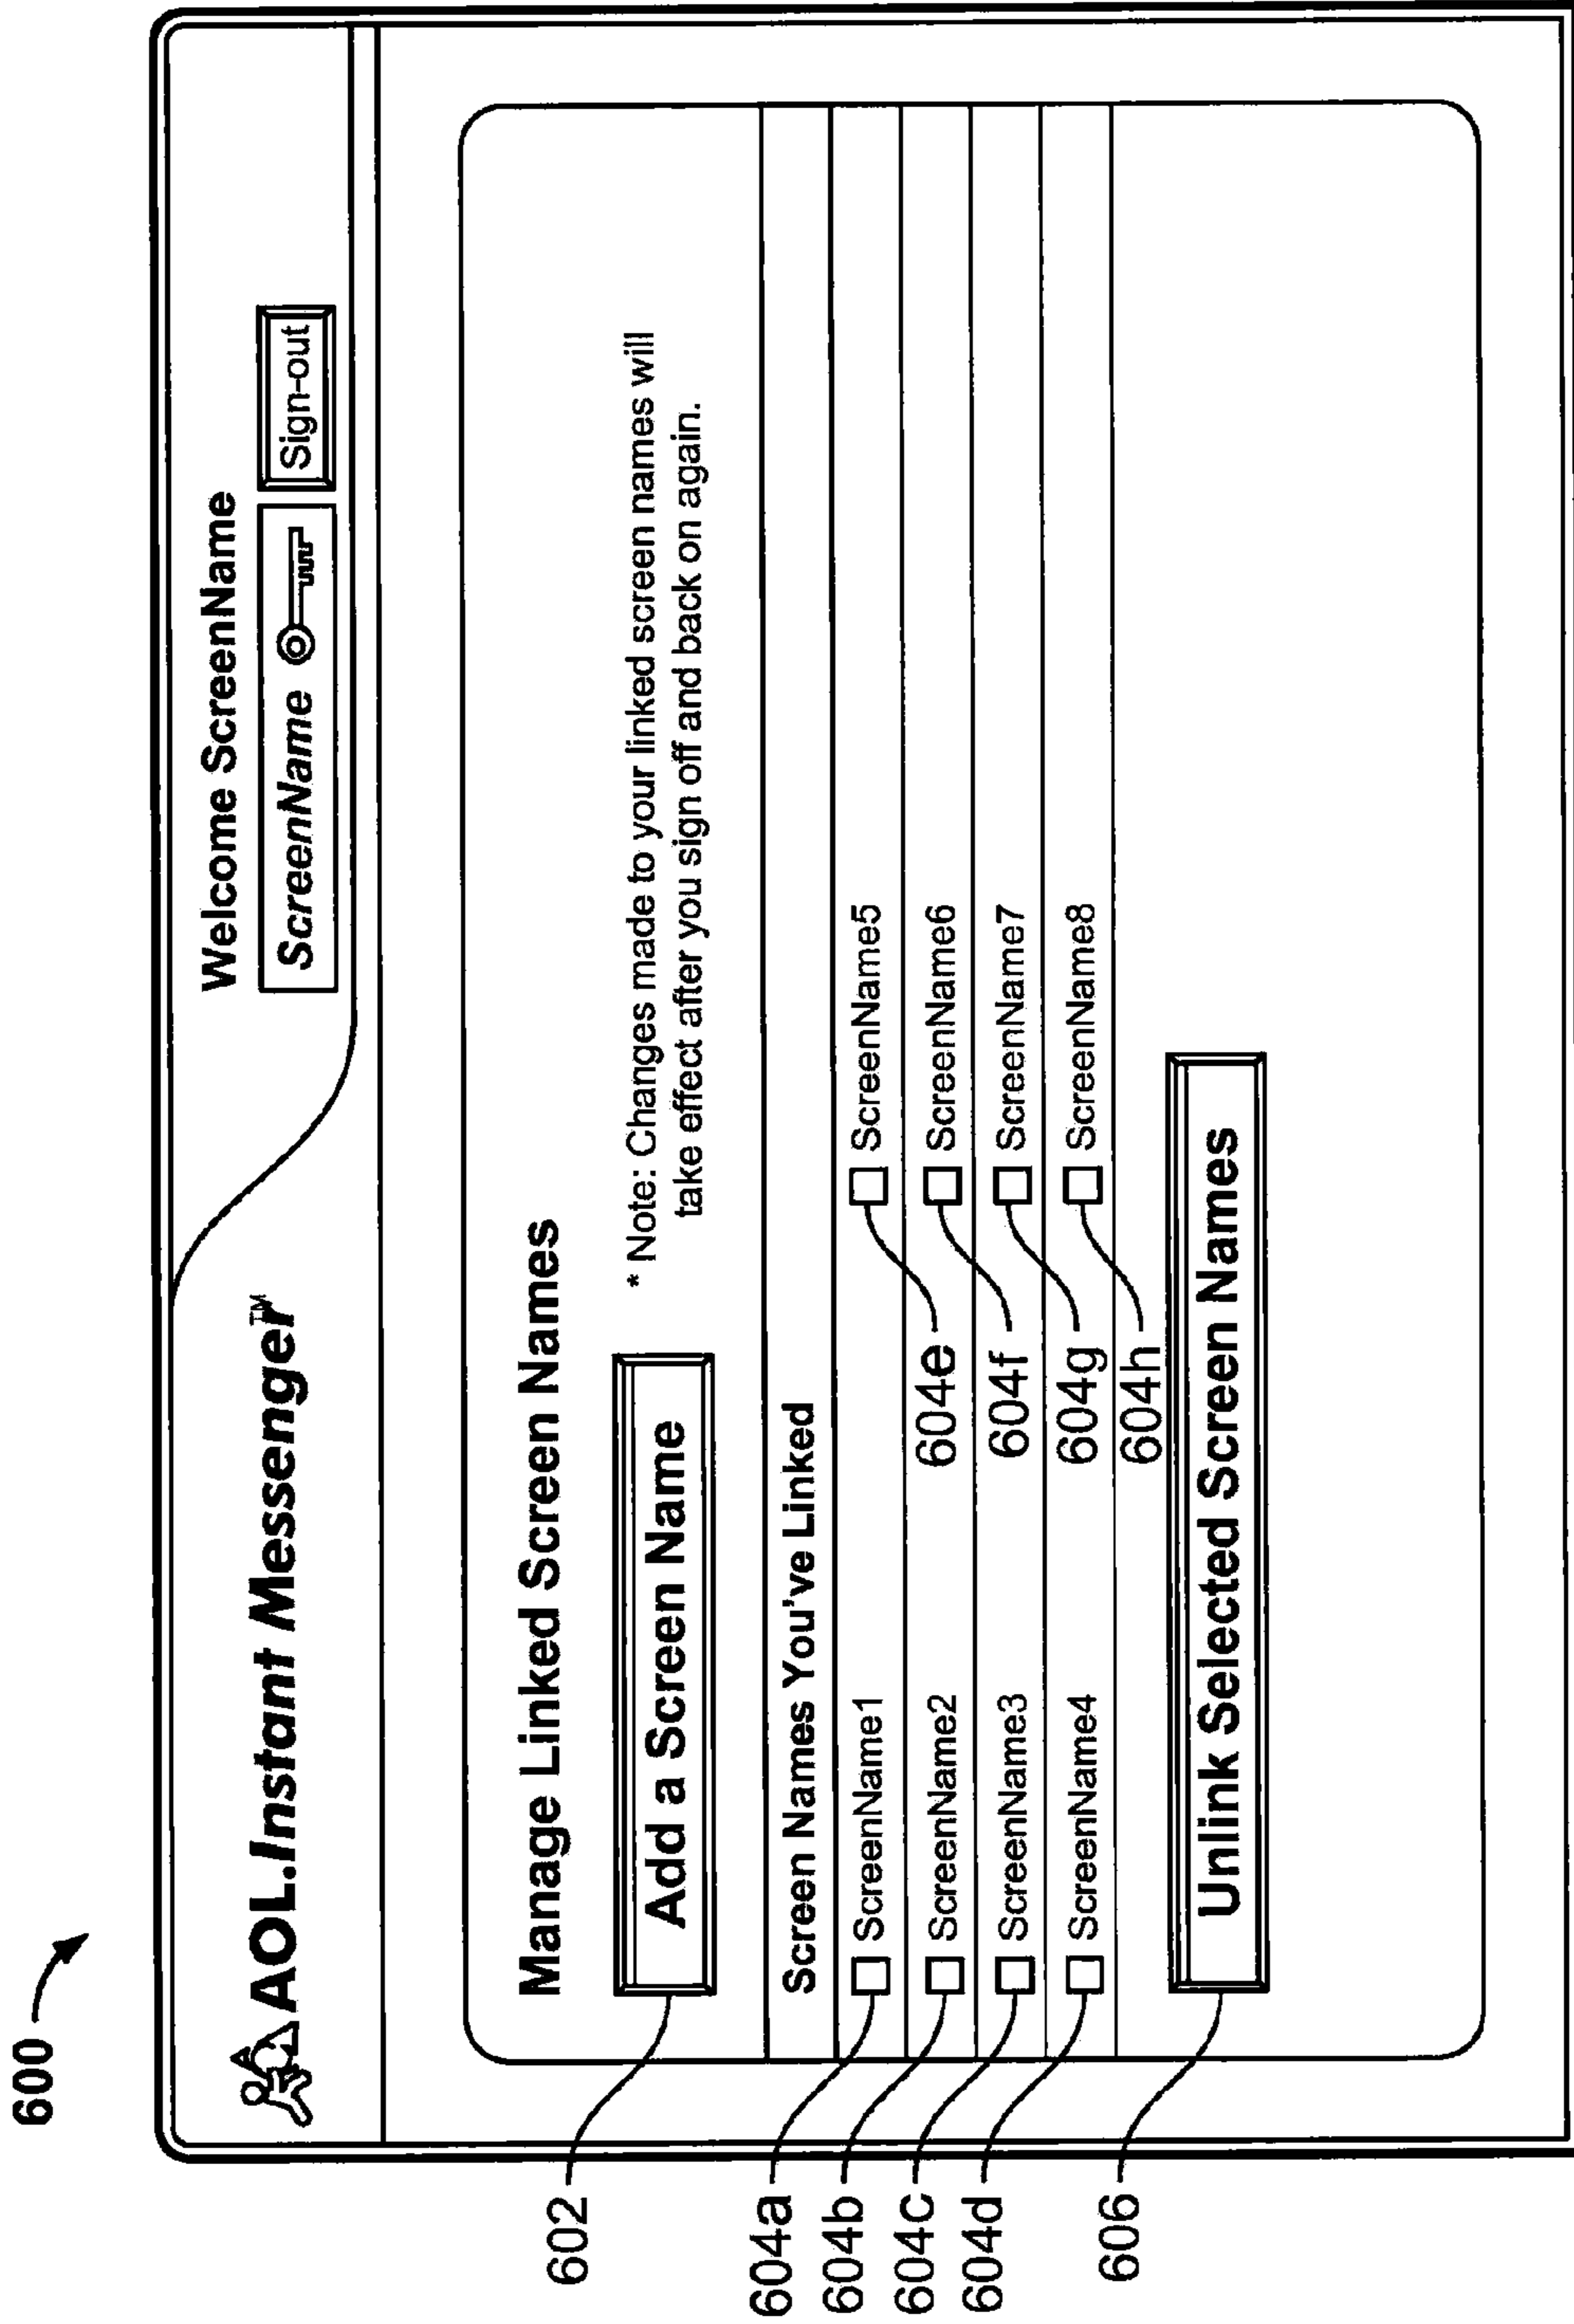 600
AOL.Instant Messenger™
Welcome ScreenName
ScreenName
Sign-out
Manage Linked Screen Names
602
Add a Screen Name
* Note: Changes made to your linked screen names will
take effect after you sign off and back on again.
Screen Names You've Linked
604a
ScreenName1
ScreenName5
604b
ScreenName2
604e
ScreenName6
604c
ScreenName3
604f
ScreenName7
604d
ScreenName4
604g
ScreenName8
604h
606
Unlink Selected Screen Names